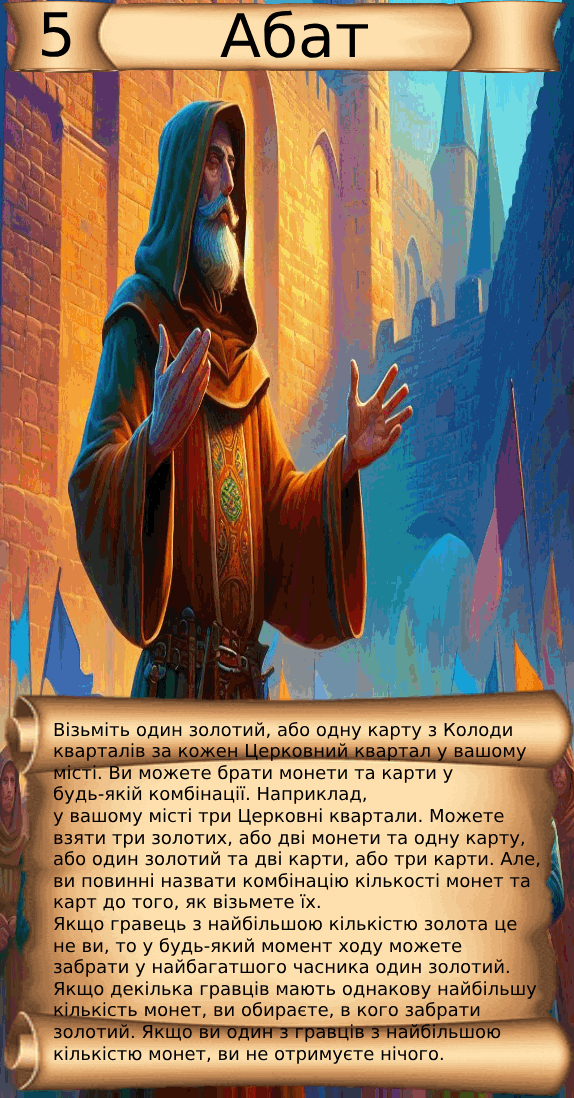 5
Абат
Візьміть один золотий, або одну карту з Колоди
кварталів за кожен Церковний квартал у вашому
місті. Ви можете брати монети та карти у
будь-якій комбінації. Наприклад,
у вашому місті три Церковні квартали. Можете
взяти три золотих, або дві монети та одну карту,
або один золотий та дві карти, або три карти. Але,
ви повинні назвати комбінацію кількості монет та
карт до того, як візьмете їх.
Якщо гравець з найбільшою кількістю золота це
не ви, то у будь-який момент ходу можете
забрати у найбагатшого часника один золотий.
Якщо декілька гравців мають однакову найбільшу
кількість монет, ви обираєте, в кого забрати
золотий. Якщо ви один з гравців з найбільшою
кількістю монет, ви не отримуєте нічого.